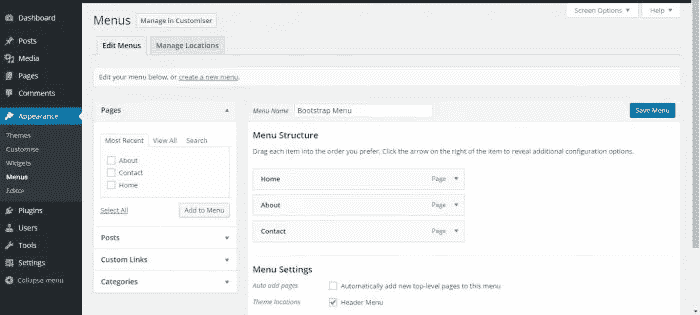 Dashboard
Posts
Media
Pages
Comments
Appearance
Themes
Customise
Widgets
Menus
Editor
Plugins
Users
Tools
Settings
Collapse menu
Screen Options Help
Menus Manage in Customiser
Edit Menus Manage Locations
Edit your menu below, or create a new menu.
Pages
Most Recent View All Search
About
Contact
Home
Select All Add to Menu
Posts
Custom Links
Categories
Menu Name Bootstrap Menu Save Menu
Menu Structure
Drag each item into the order you prefer. Click the arrow on the right of the item to reveal additional configuration options.
Home Page
About Page
Contact Page
Menu Settings
Auto add pages Automatically add new top-level pages to this menu
Theme locations Header Menu